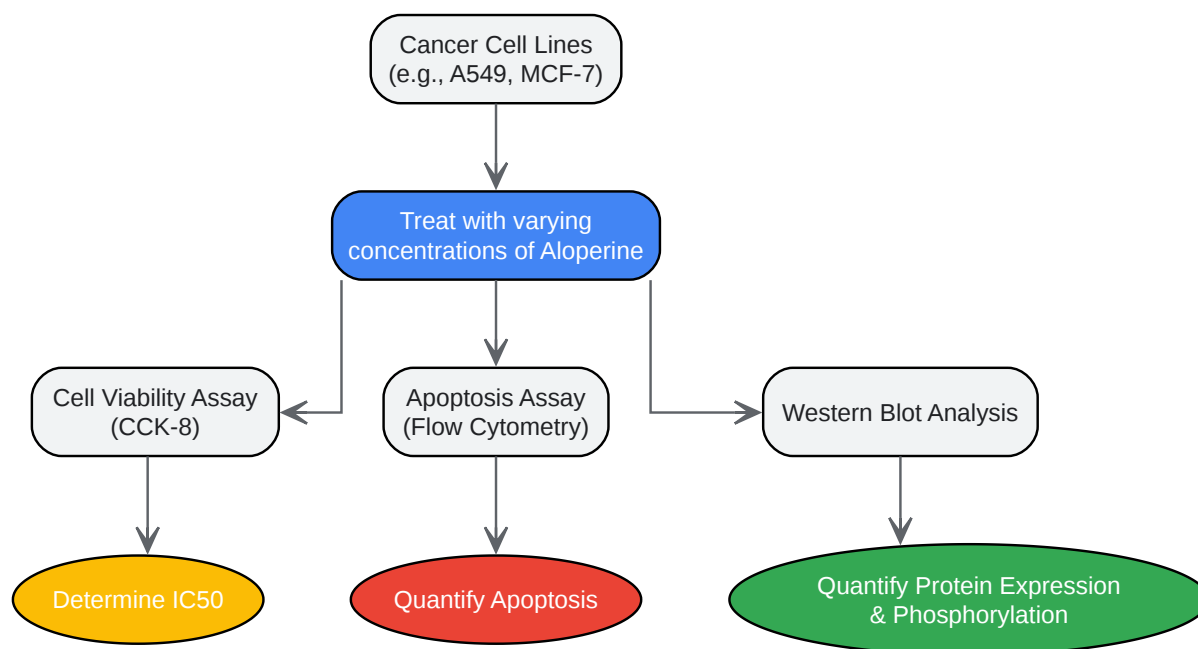 Cancer Cell Lines
(e.g., A549, MCF-7)
Treat with varying
concentrations of Aloperine
Cell Viability Assay
(CCK-8)
Apoptosis Assay
(Flow Cytometry)
Western Blot Analysis
Determine IC50
Quantify Apoptosis
Quantify Protein Expression
& Phosphorylation